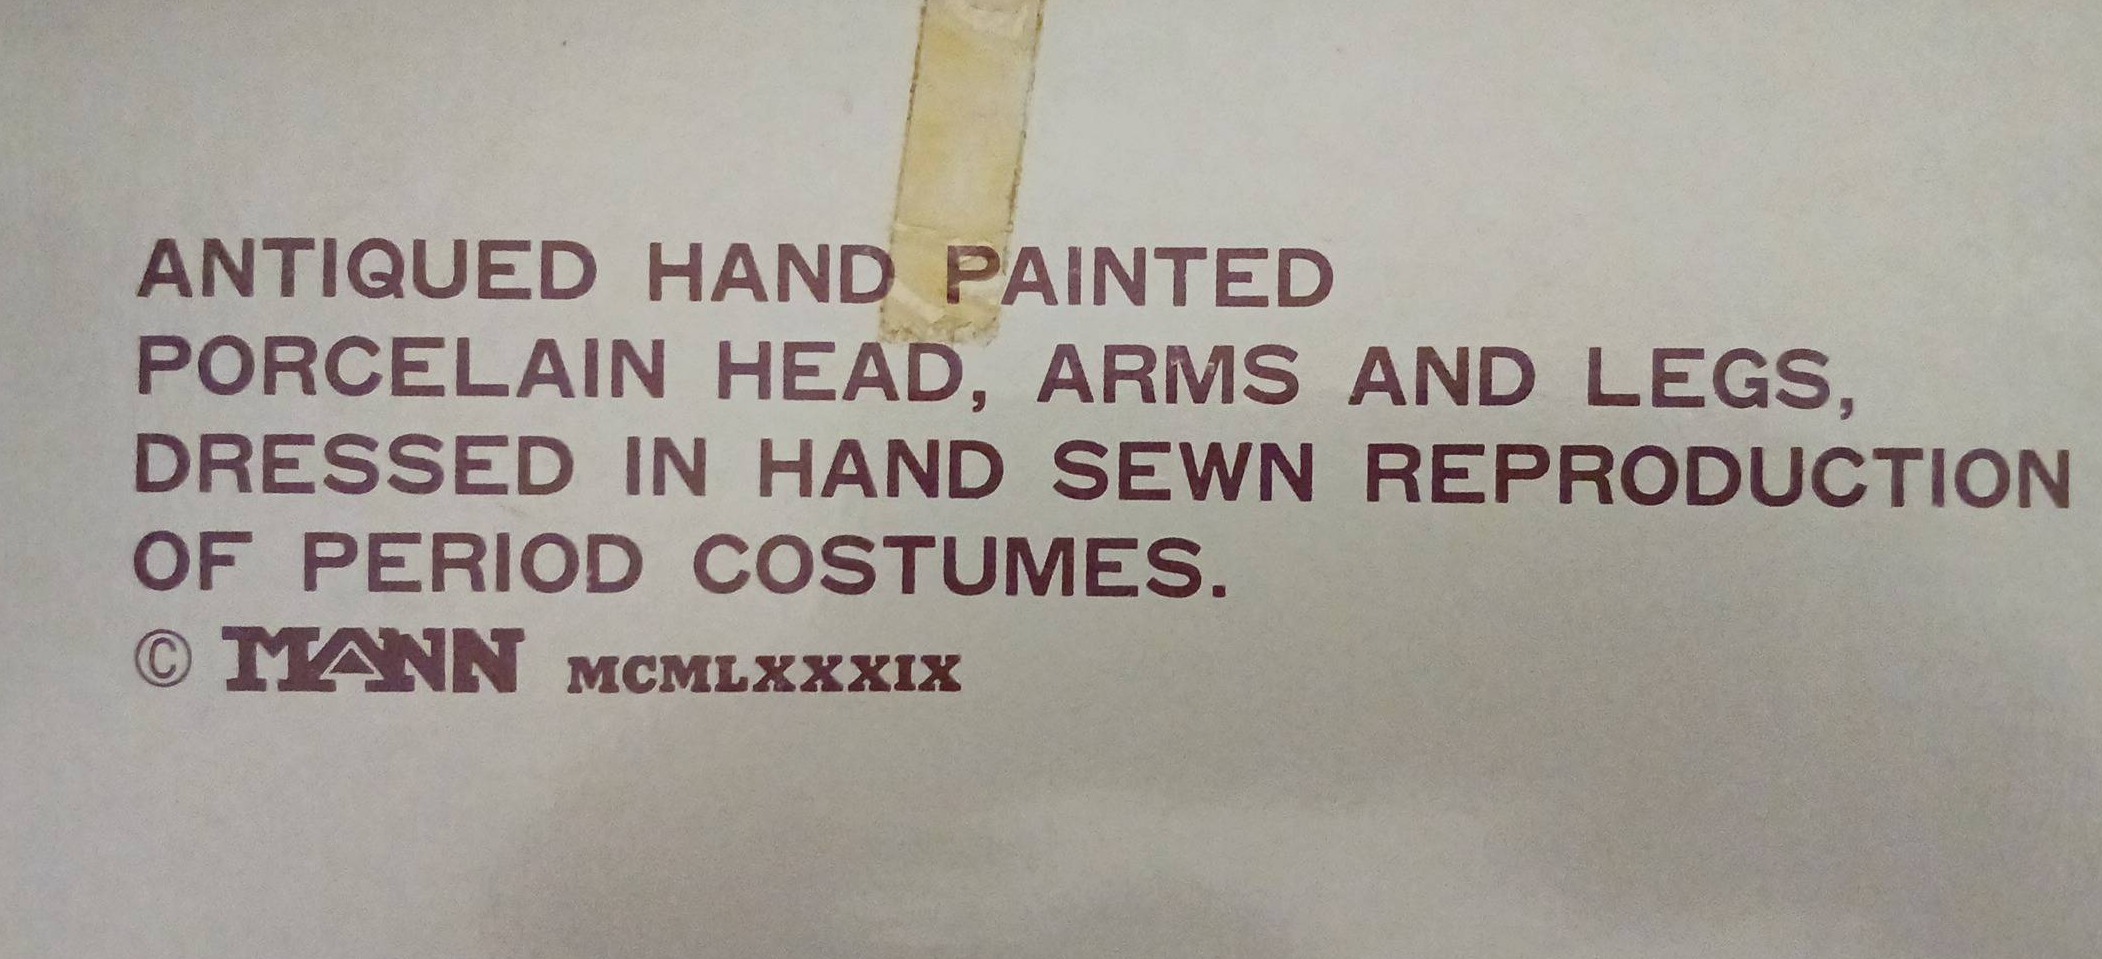 ANTIQUED HAND PAINTED
PORCELAIN HEAD, ARMS AND LEGS,
DRESSED IN HAND SEWN REPRODUCTION
OF PERIOD COSTUMES.
© MANN MCMLXXXIX